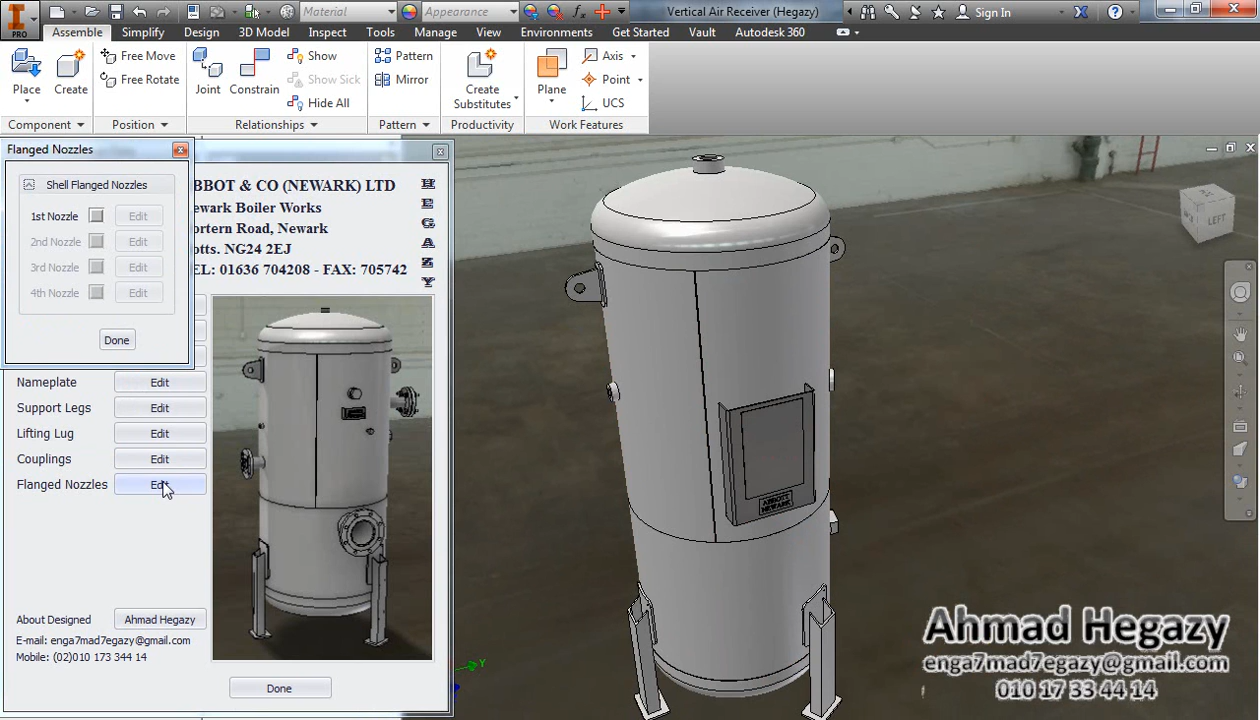 Material
Appearance
fx
Vertical Air Receiver (Hegazy)
Sign In
PRO
Assemble
Simplify
Design
3D Model
Inspect
Tools
Manage
View
Environments
Get Started
Vault
Autodesk 360
Place
Create
Free Move
Free Rotate
Joint
Constrain
Show
Show Sick
Hide All
Pattern
Mirror
Create
Substitutes
Plane
Axis
Point
UCS
Component
Position
Relationships
Pattern
Productivity
Work Features
Flanged Nozzles
Shell Flanged Nozzles
1st Nozzle Edit
2nd Nozzle Edit
3rd Nozzle Edit
4th Nozzle Edit
Done
BBOT & CO (NEWARK) LTD
ewark Boiler Works
ortern Road, Newark
otts. NG24 2EJ
EL: 01636 704208 - FAX: 705742
H
E
G
A
Z
Y
Nameplate Edit
Support Legs Edit
Lifting Lug Edit
Couplings Edit
Flanged Nozzles Edit
About Designed Ahmad Hegazy
E-mail: enga7mad7egazy@gmail.com
Mobile: (02)010 173 344 14
Done
LEFT
ABBOTT
NEWARK
Y
Ahmad Hegazy
enga7mad7egazy@gmail.com
010 17 33 44 14